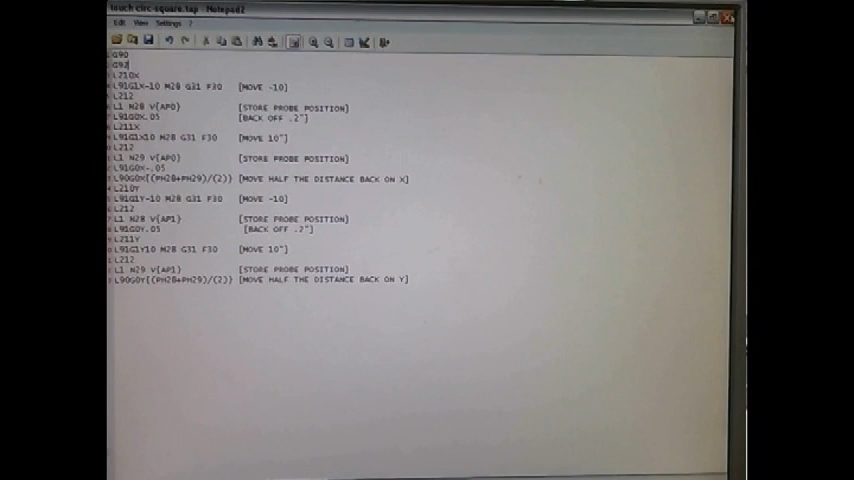 touch circ-square.tap - Notepad2
Edit View Settings ?
G90
G92
L210X
L91G1X-10 M28 G31 F30 [MOVE -10]
L212
L1 N28 V{AP0} [STORE PROBE POSITION]
L91G0X.05 [BACK OFF .2"]
L211X
L91G1X10 M28 G31 F30 [MOVE 10"]
L212
L1 N29 V{AP0} [STORE PROBE POSITION]
L91G0X-.05
L90G0X{(PH28+PH29)/(2)} [MOVE HALF THE DISTANCE BACK ON X]
L210Y
L91G1Y-10 M28 G31 F30 [MOVE -10]
L212
L1 N28 V{AP1} [STORE PROBE POSITION]
L91G0Y.05 [BACK OFF .2"]
L211Y
L91G1Y10 M28 G31 F30 [MOVE 10"]
L212
L1 N29 V{AP1} [STORE PROBE POSITION]
L90G0Y{(PH28+PH29)/(2)} [MOVE HALF THE DISTANCE BACK ON Y]